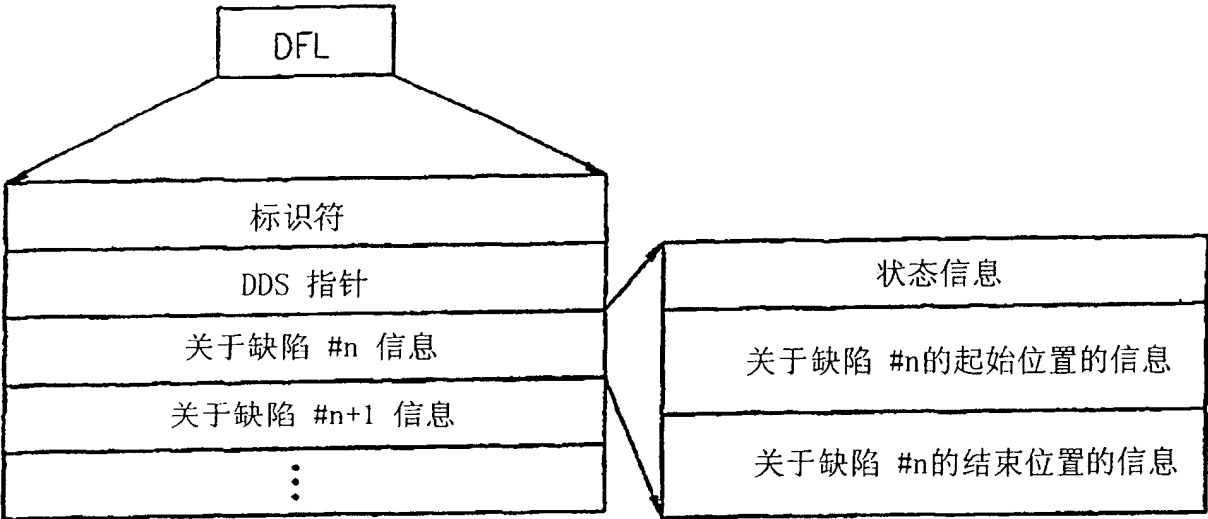 DFL
标识符
DDS 指针
关于缺陷 #n 信息
关于缺陷 #n+1 信息
⋮
状态信息
关于缺陷 #n的起始位置的信息
关于缺陷 #n的结束位置的信息